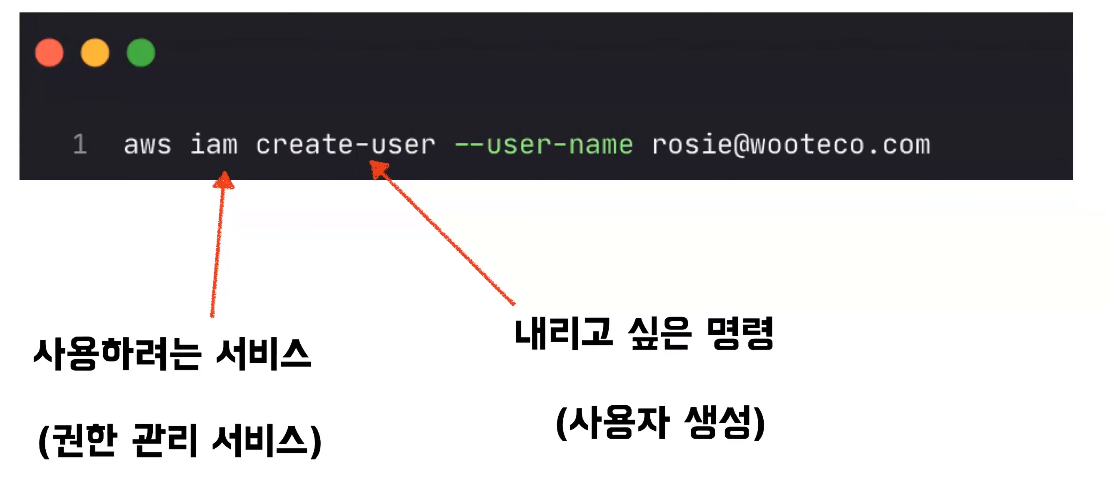 1 aws iam create-user --user-name rosie@wooteco.com
내리고 싶은 명령
사용하려는 서비스
(사용자 생성)
(권한 관리 서비스)